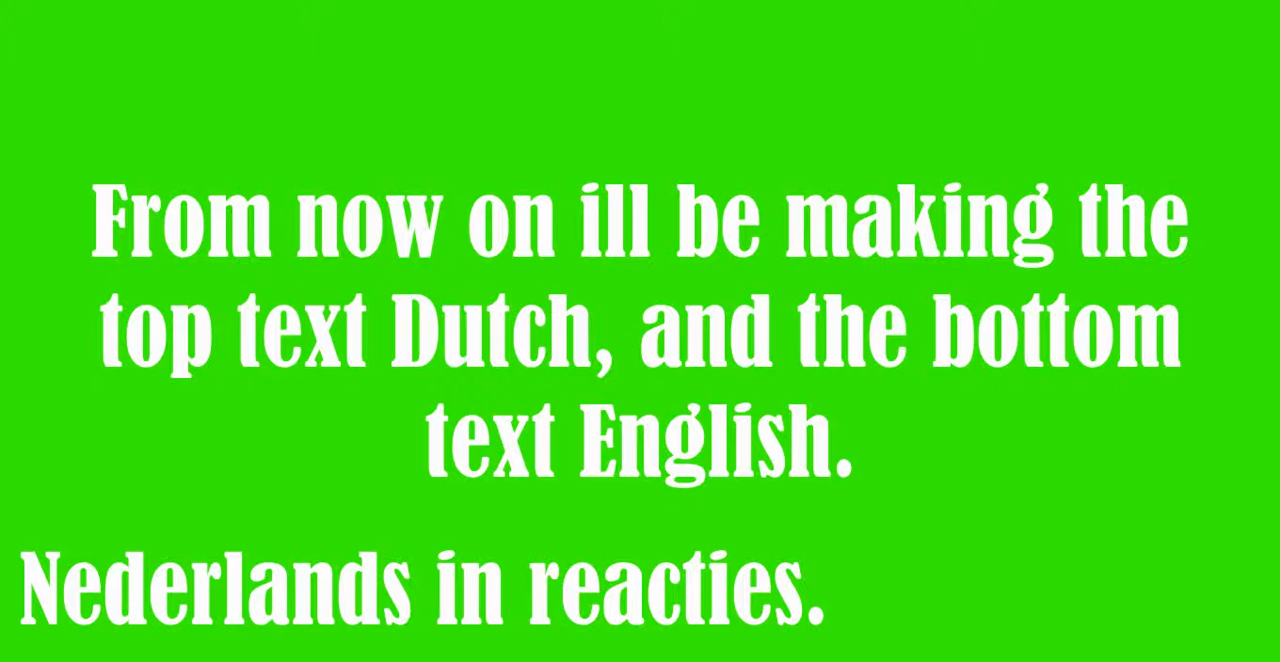 From now on ill be making the
top text Dutch, and the bottom
text English.
Nederlands in reacties.